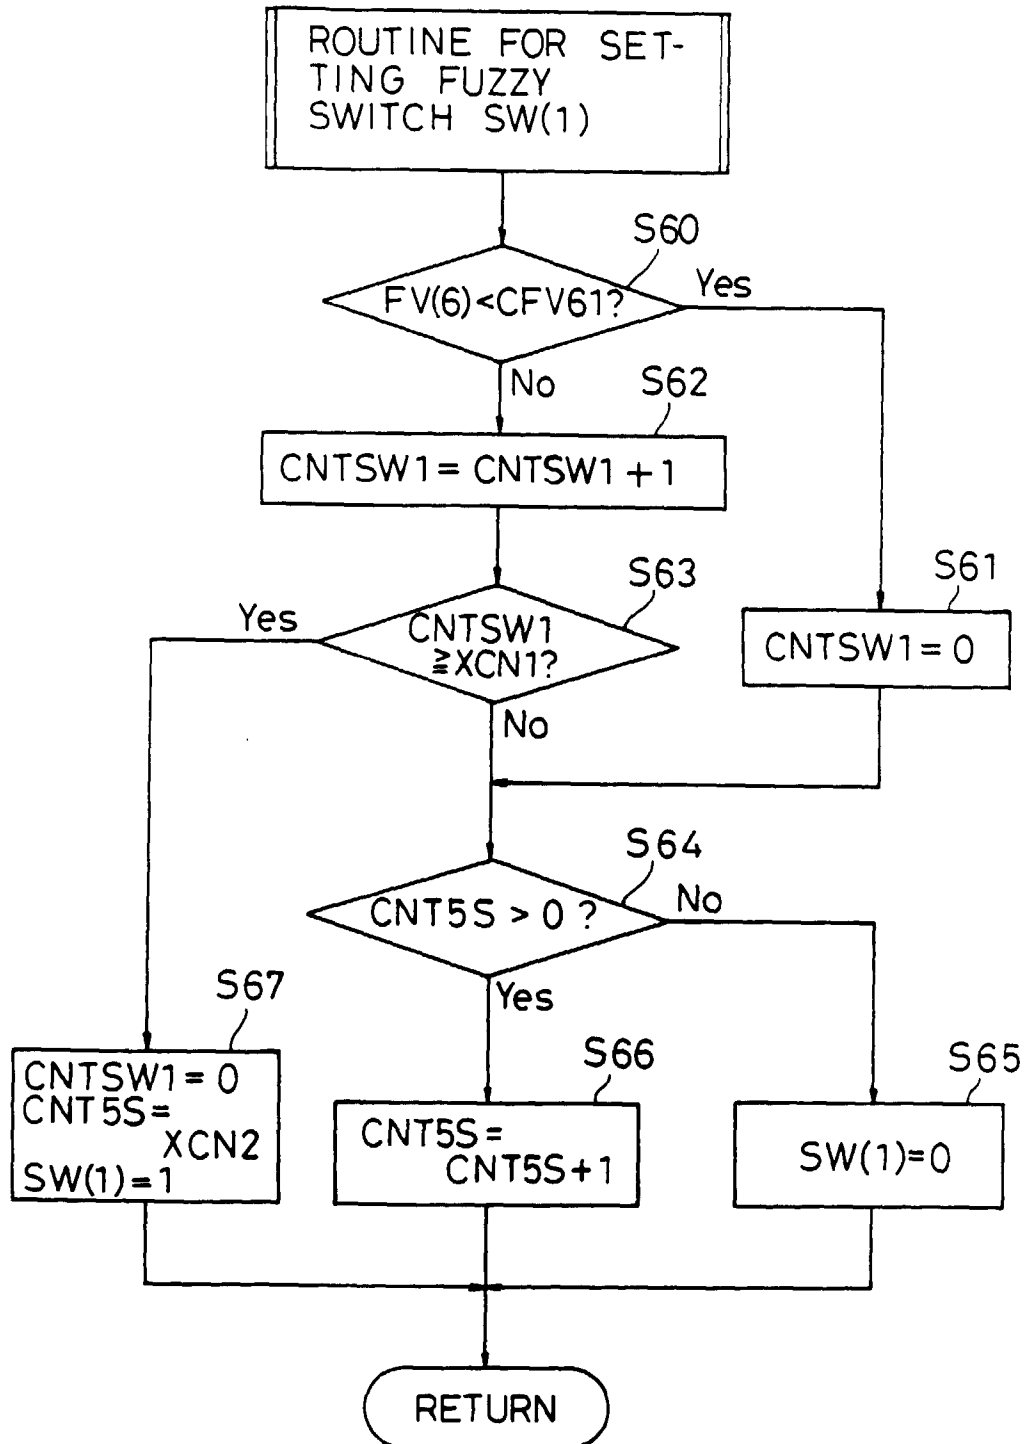 ROUTINE FOR SET-
TING FUZZY
SWITCH SW(1)
S60
FV(6)<CFV61?
Yes
No
S62
CNTSW1=CNTSW1+1
S63
CNTSW1
≧XCN1?
Yes
No
S61
CNTSW1=0
S64
CNT5S>0?
No
Yes
S67
CNTSW1=0
CNT5S=
XCN2
SW(1)=1
S66
CNT5S=
CNT5S+1
S65
SW(1)=0
RETURN